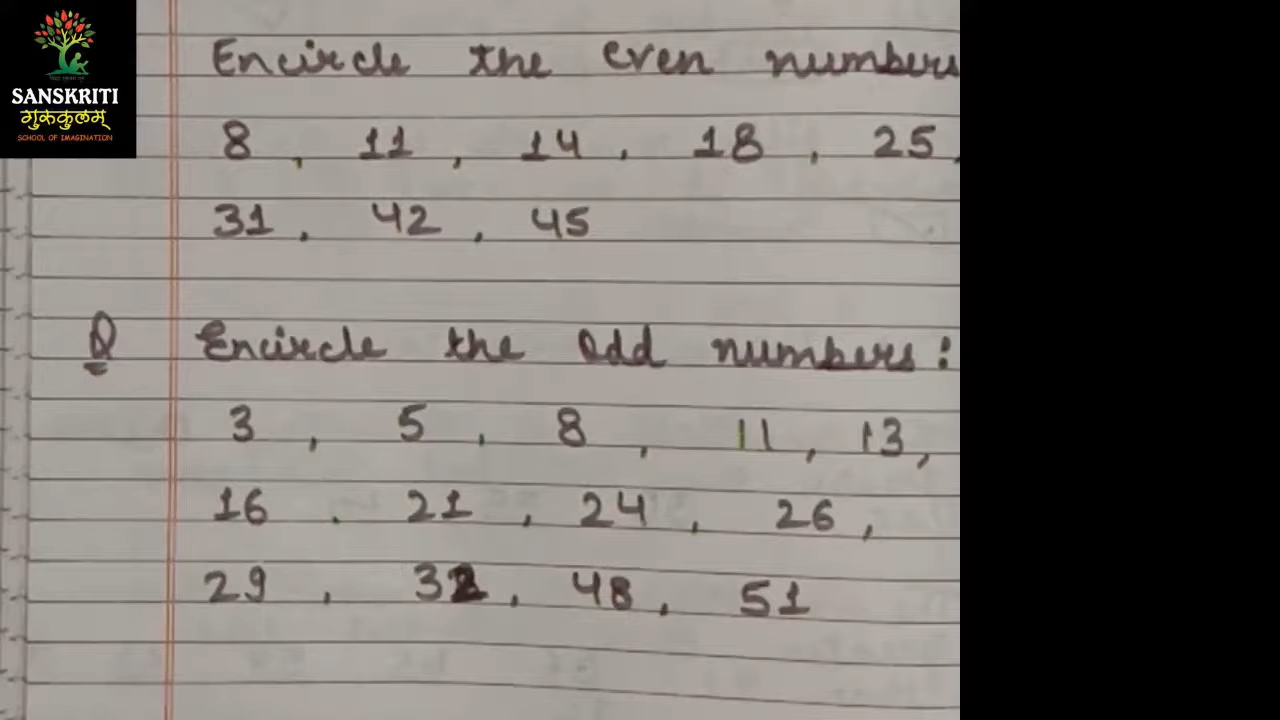 SANSKRITI
गुरुकुलम्
SCHOOL OF IMAGINATION
Encircle the even numbers
8 , 11 , 14 , 18 , 25,
31 , 42 , 45
Q Encircle the Odd numbers:
3 , 5 , 8 , 11 , 13,
16 , 21 , 24 , 26,
29 , 32 , 48 , 51